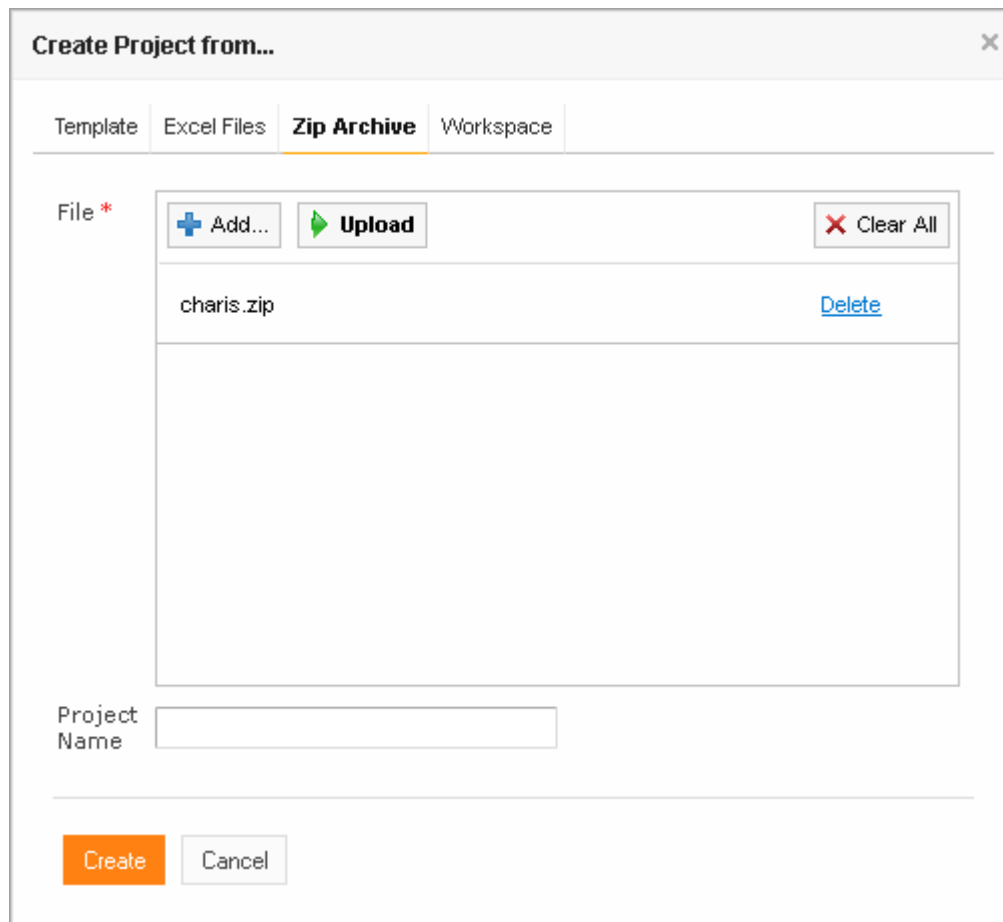 Create Project from...
Template Excel Files Zip Archive Workspace
File * Add... Upload Clear All
charis.zip Delete
Project
Name
Create Cancel